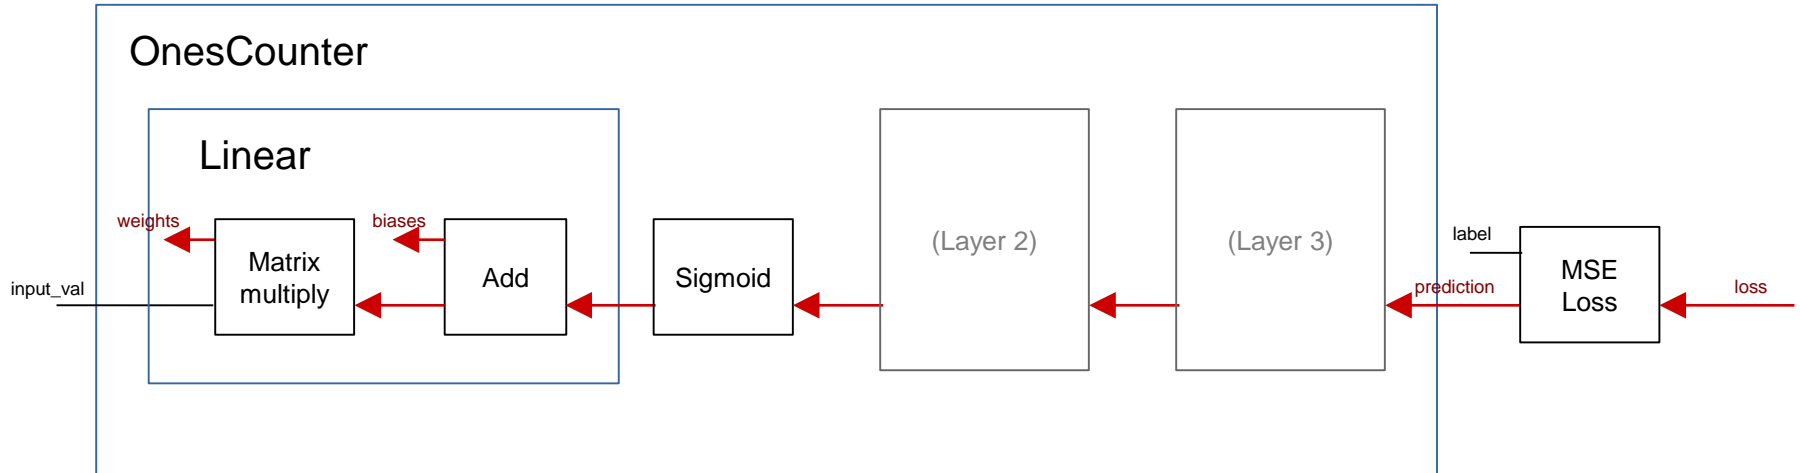 OnesCounter
Linear
weights
biases
input_val
Matrix
multiply
Add
Sigmoid
(Layer 2)
(Layer 3)
label
prediction
MSE
Loss
loss